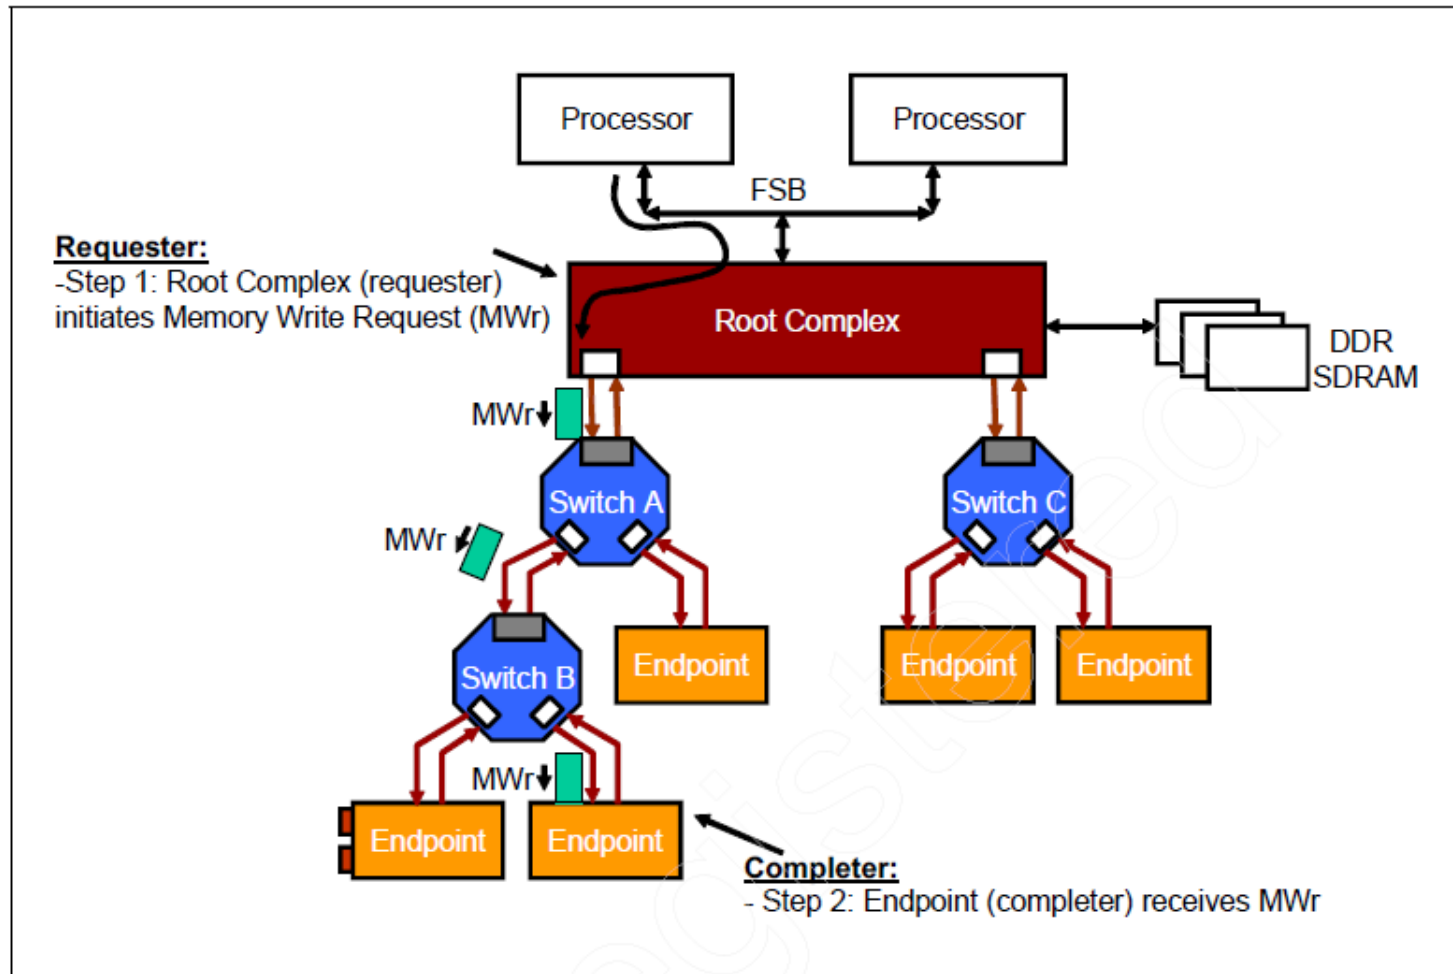 Processor
Processor
FSB
Requester:
-Step 1: Root Complex (requester)
initiates Memory Write Request (MWr)
Root Complex
DDR
SDRAM
MWr
Switch A
Switch C
MWr
Endpoint
Endpoint
Endpoint
Switch B
MWr
Endpoint
Endpoint
Completer:
- Step 2: Endpoint (completer) receives MWr